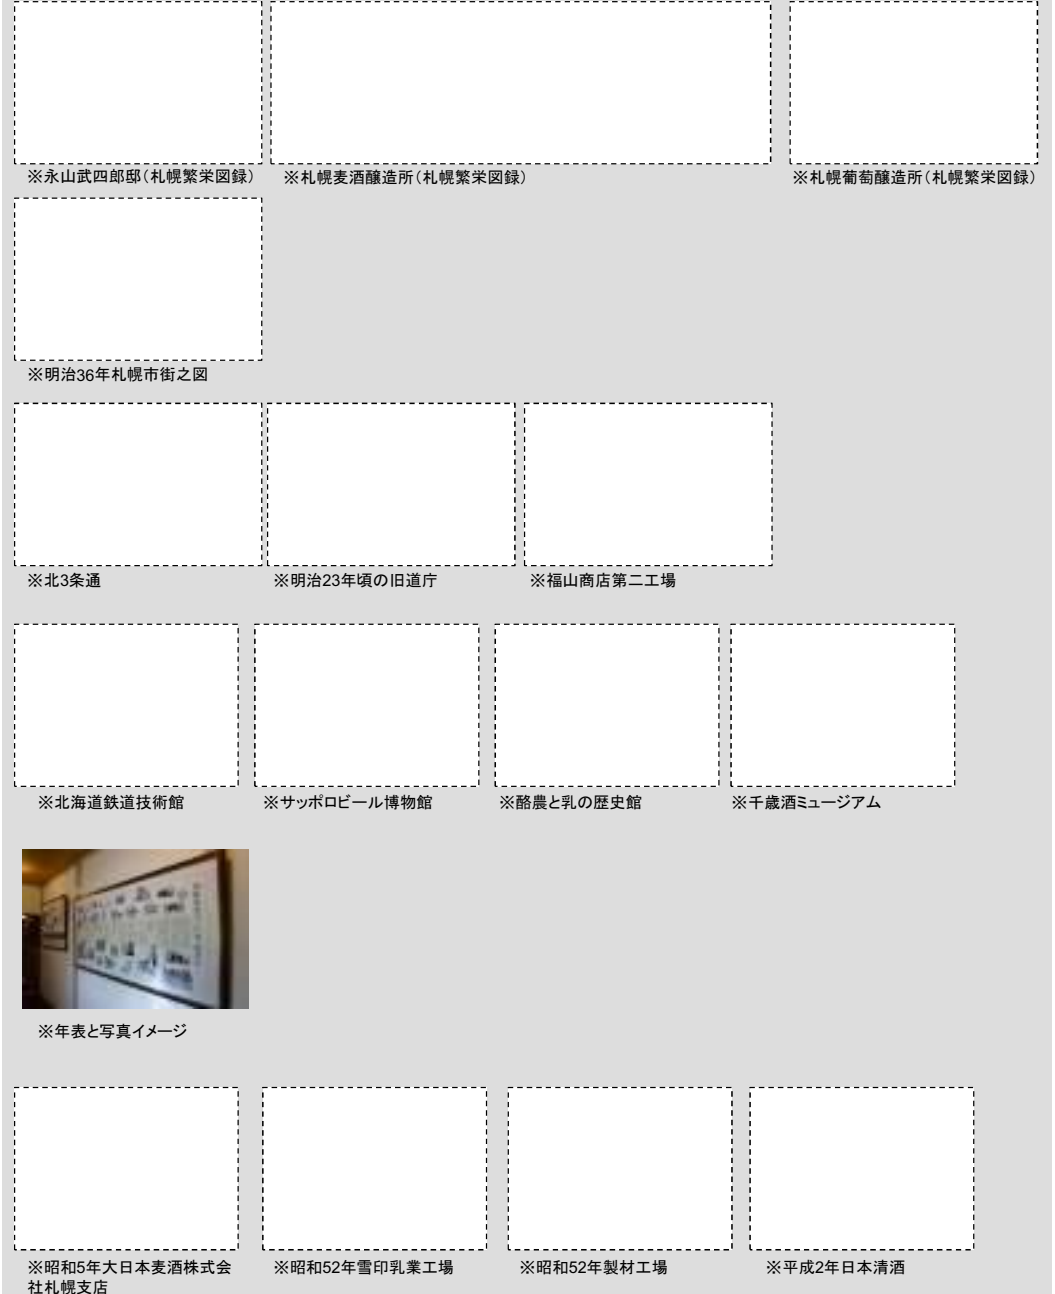 ※永山武四郎邸(札幌繁栄図録)
※札幌麦酒醸造所(札幌繁栄図録)
※札幌葡萄醸造所(札幌繁栄図録)
※明治36年札幌市街之図
※北3条通
※明治23年頃の旧道庁
※福山商店第二工場
※北海道鉄道技術館
※サッポロビール博物館
※酪農と乳の歴史館
※千歳酒ミュージアム
※年表と写真イメージ
※昭和5年大日本麦酒株式会
社札幌支店
※昭和52年雪印乳業工場
※昭和52年製材工場
※平成2年日本清酒